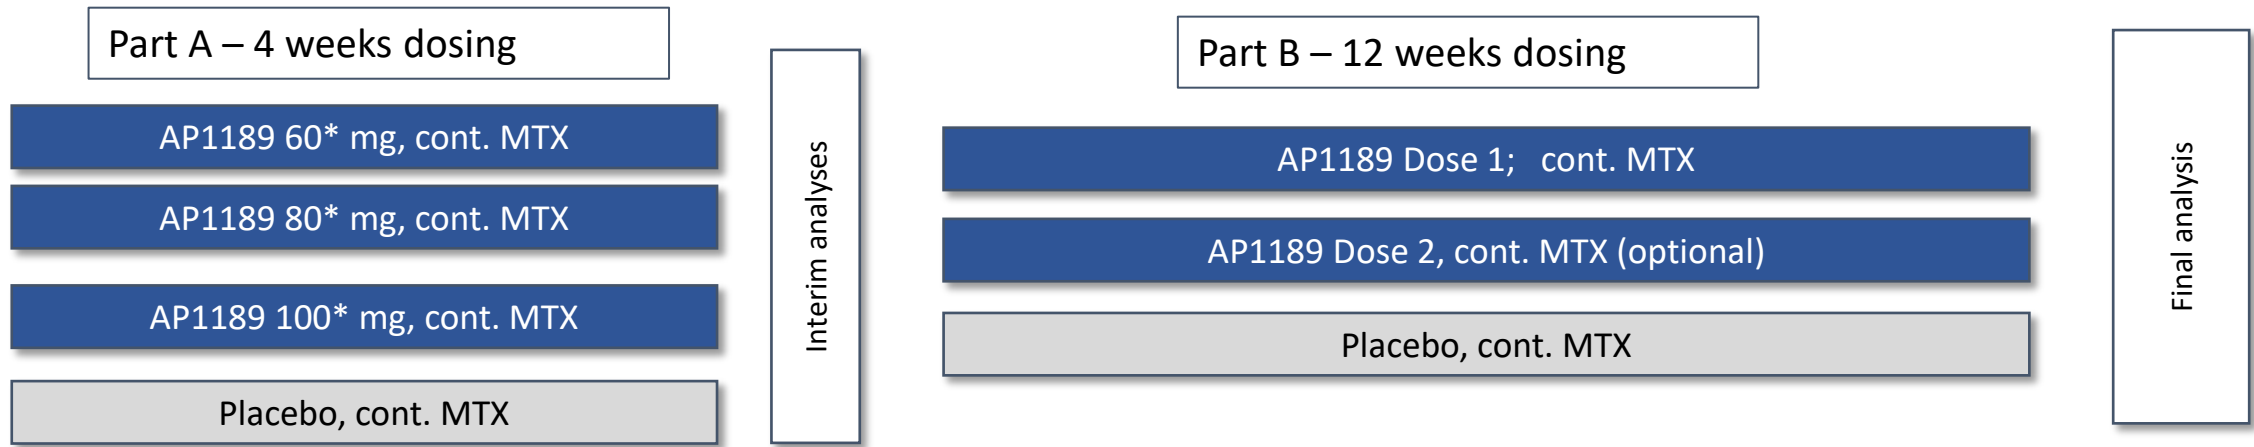 Part A – 4 weeks dosing
AP1189 60* mg, cont. MTX
AP1189 80* mg, cont. MTX
AP1189 100* mg, cont. MTX
Placebo, cont. MTX
Interim analyses
Part B – 12 weeks dosing
AP1189 Dose 1; cont. MTX
AP1189 Dose 2, cont. MTX (optional)
Placebo, cont. MTX
Final analysis